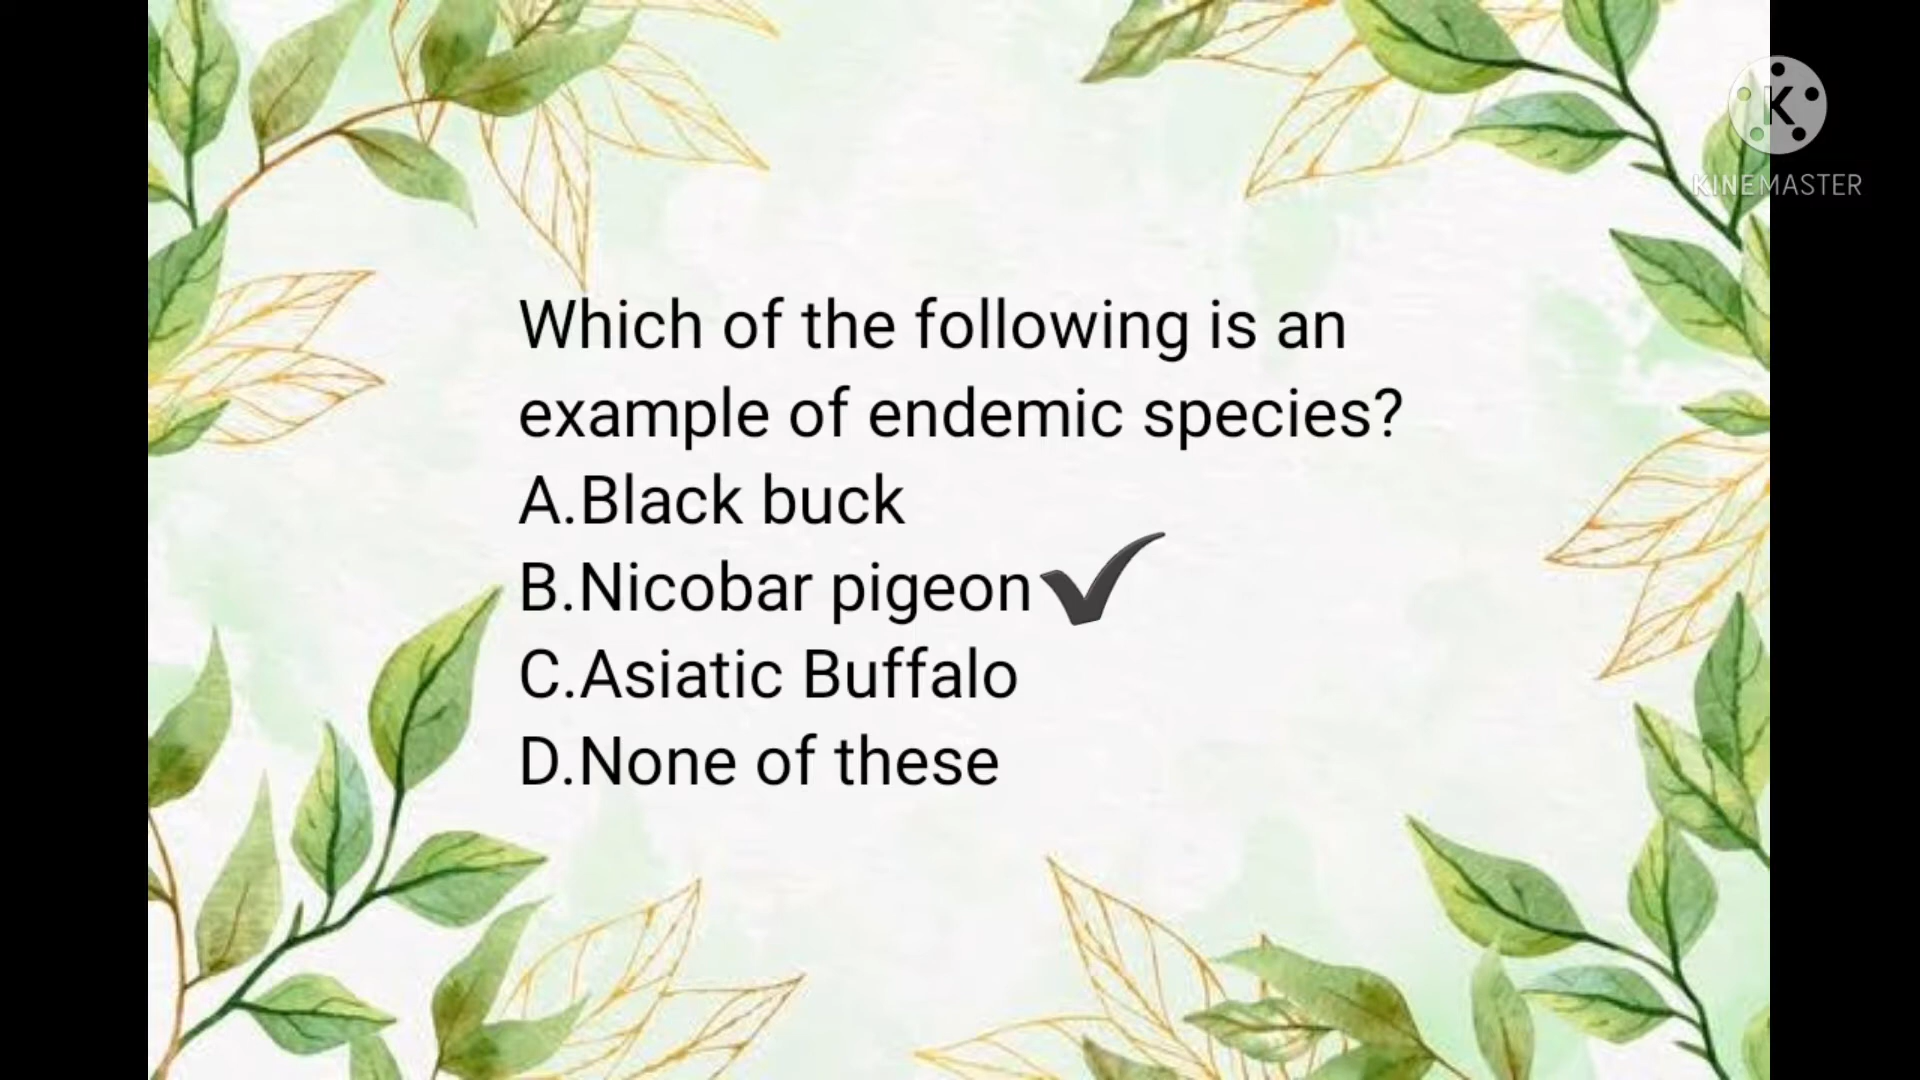 K
KINEMASTER
Which of the following is an
example of endemic species?
A.Black buck
B.Nicobar pigeon✔
C.Asiatic Buffalo
D.None of these